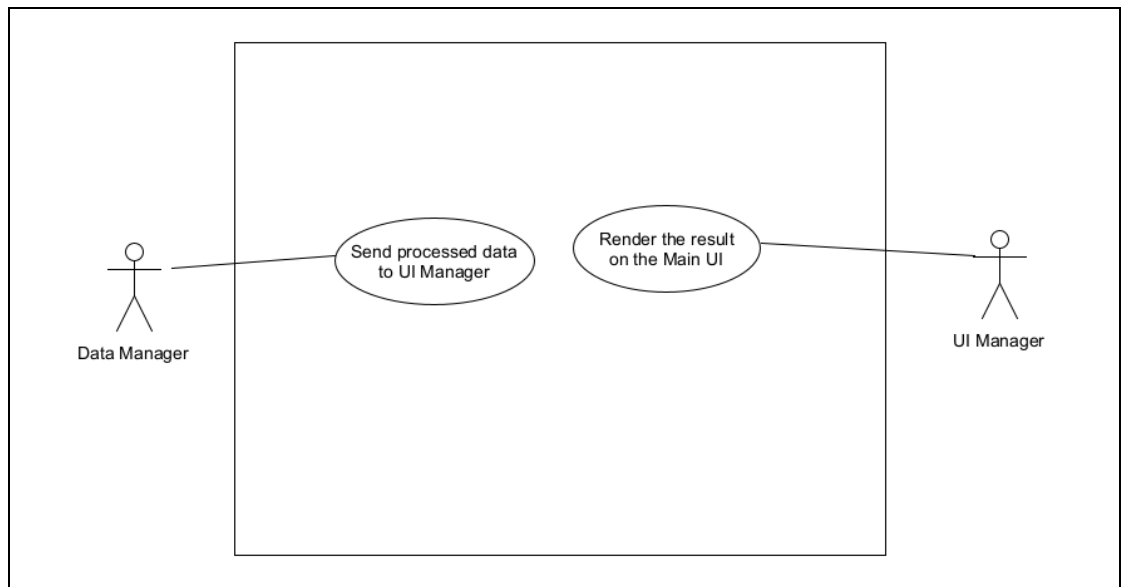 Send processed data
to UI Manager
Render the result
on the Main UI
Data Manager
UI Manager